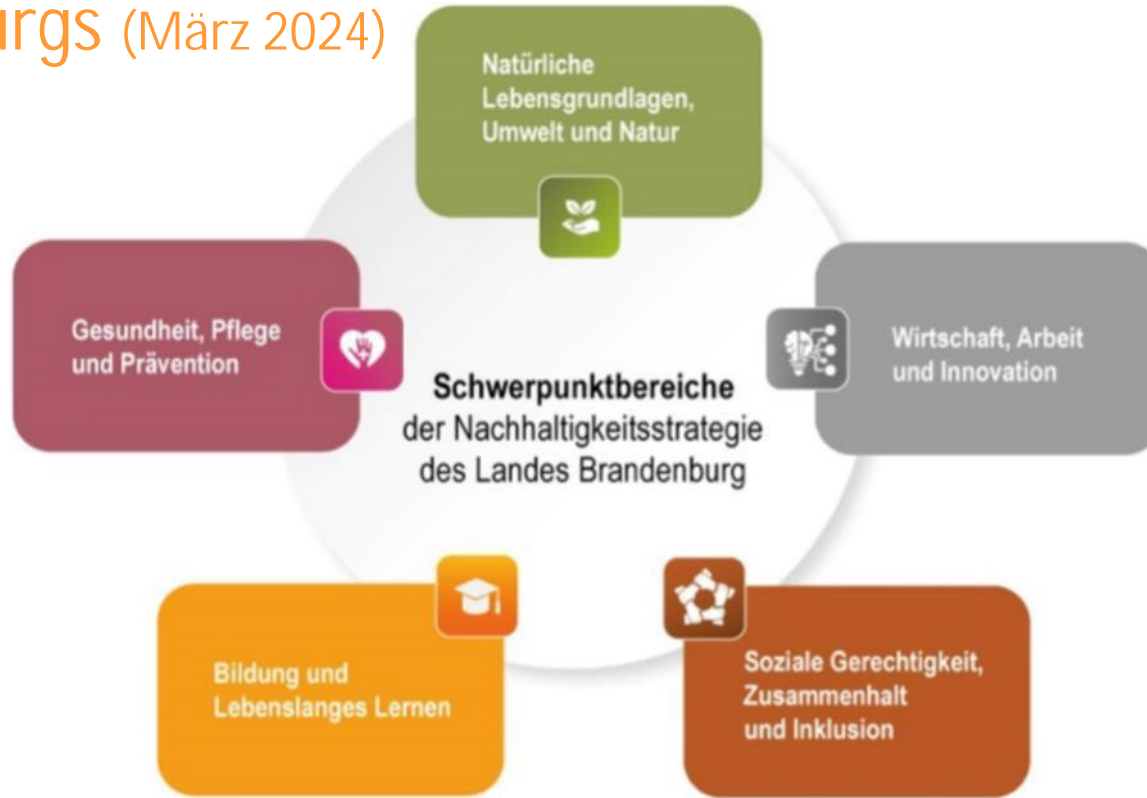 urgs (März 2024)
Natürliche
Lebensgrundlagen,
Umwelt und Natur
Gesundheit, Pflege
und Prävention
Wirtschaft, Arbeit
und Innovation
Schwerpunktbereiche
der Nachhaltigkeitsstrategie
des Landes Brandenburg
Bildung und
Lebenslanges Lernen
Soziale Gerechtigkeit,
Zusammenhalt
und Inklusion